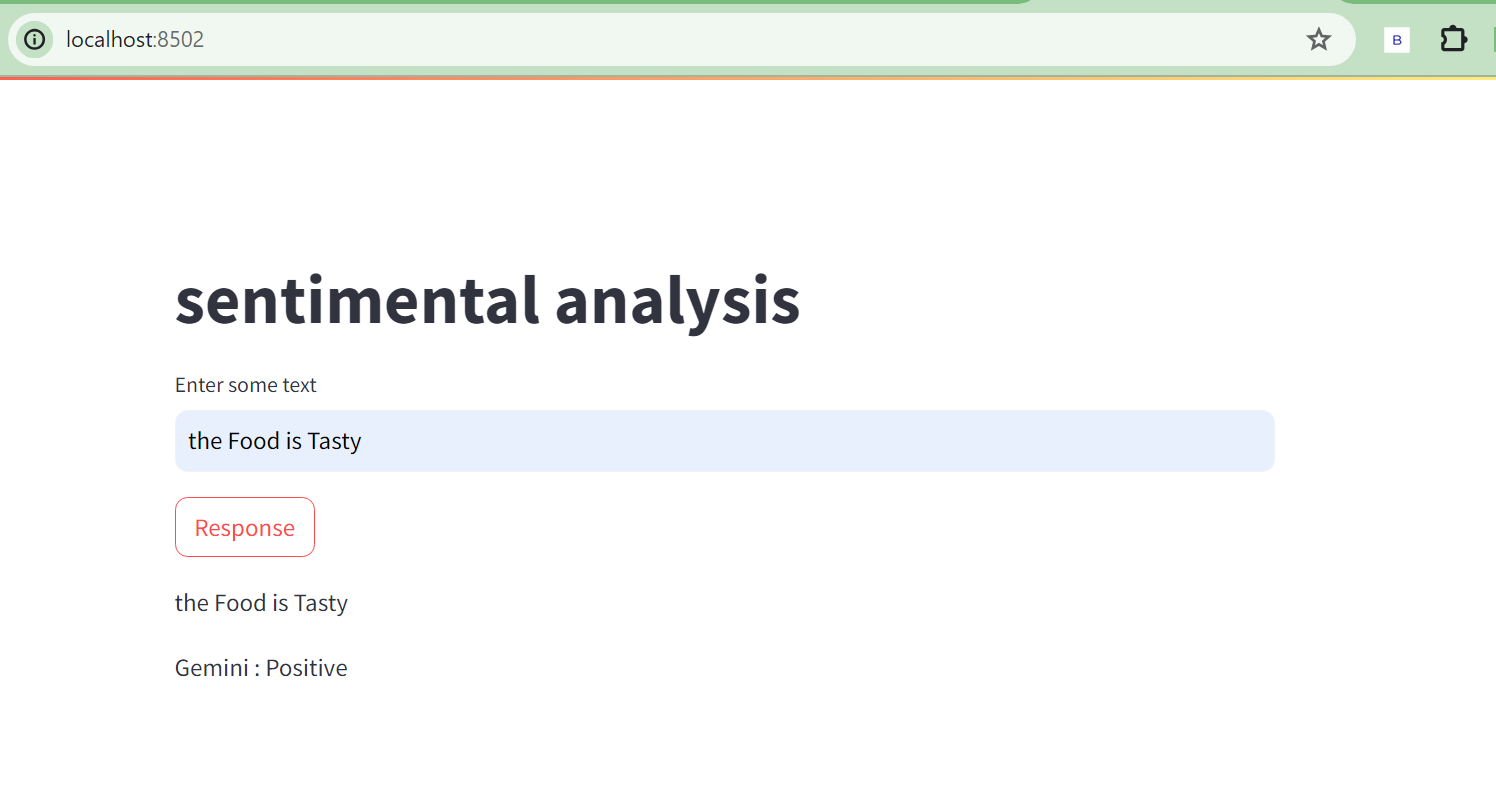 localhost:8502
B
sentimental analysis
Enter some text
the Food is Tasty
Response
the Food is Tasty
Gemini : Positive